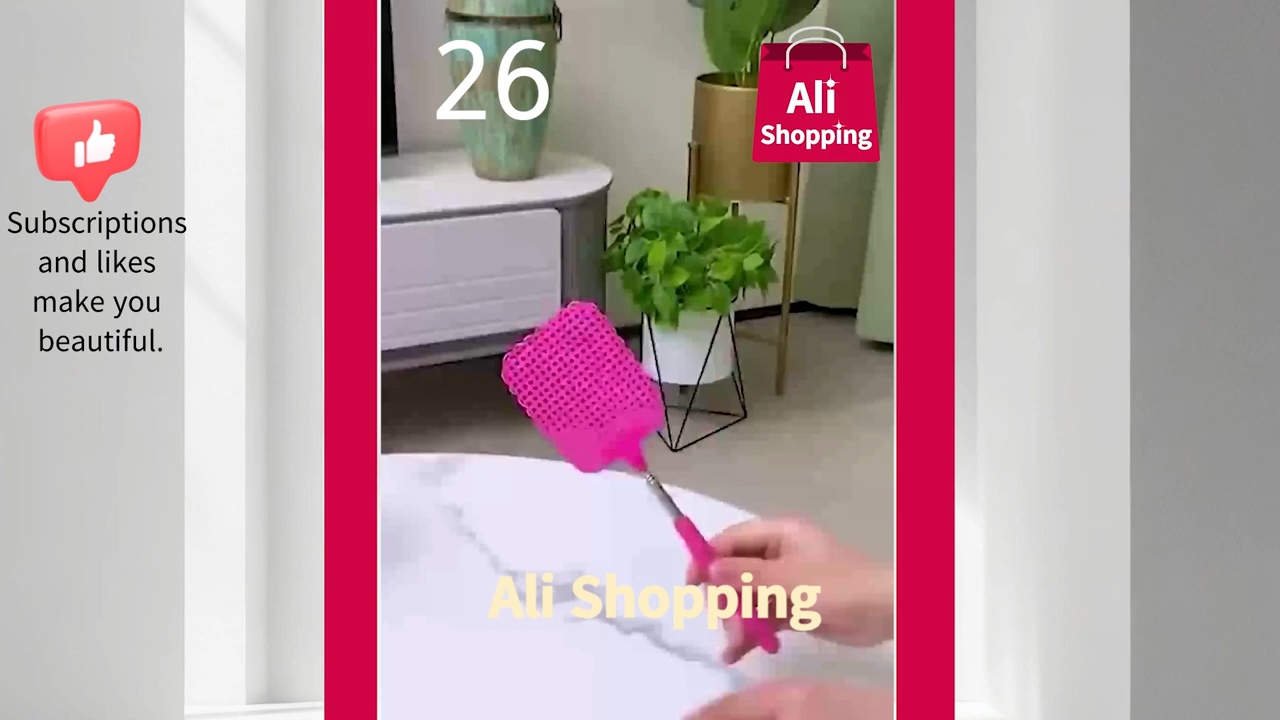 26
Ali
Shopping
Subscriptions
and likes
make you
beautiful.
Ali Shopping